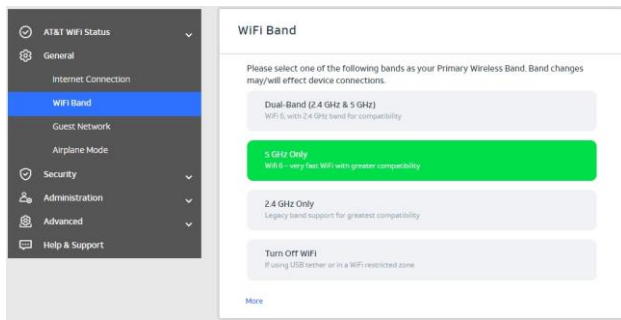 AT&T WiFi Status
General
Internet Connection
WiFi Band
Guest Network
Airplane Mode
Security
Administration
Advanced
Help & Support
WiFi Band
Please select one of the following bands as your Primary Wireless Band. Band changes
may/will effect device connections.
Dual-Band (2.4 GHz & 5 GHz)
WiFi 6, with 2.4 GHz band for compatibility
5 GHz Only
Wifi 6 - very fast WiFi with greater compatibility
2.4 GHz Only
Legacy band support for greatest compatibility
Turn Off WiFi
If using USB tether or in a WiFi restricted zone
More